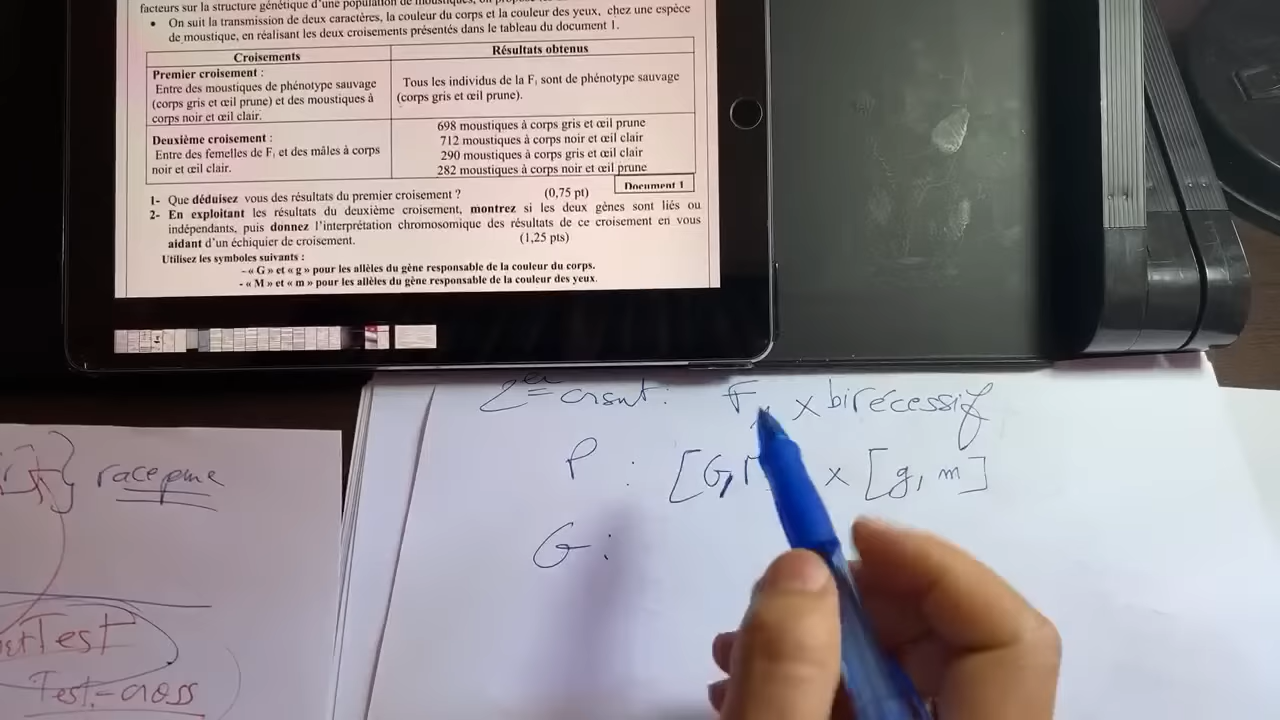 facteurs sur la structure génétique d'une population de moustiques, on propose
• On suit la transmission de deux caractères, la couleur du corps et la couleur des yeux, chez une espèce
de moustique, en réalisant les deux croisements présentés dans le tableau du document 1.
Croisements
Résultats obtenus
Premier croisement :
Entre des moustiques de phénotype sauvage
(corps gris et œil prune) et des moustiques à
corps noir et œil clair.
Tous les individus de la F₁ sont de phénotype sauvage
(corps gris et œil prune).
Deuxième croisement :
Entre des femelles de F₁ et des mâles à corps
noir et œil clair.
698 moustiques à corps gris et œil prune
712 moustiques à corps noir et œil clair
290 moustiques à corps gris et œil clair
282 moustiques à corps noir et œil prune
Document 1
1- Que déduisez vous des résultats du premier croisement ? (0,75 pt)
2- En exploitant les résultats du deuxième croisement, montrez si les deux gènes sont liés ou
indépendants, puis donnez l'interprétation chromosomique des résultats de ce croisement en vous
aidant d'un échiquier de croisement. (1,25 pts)
Utilisez les symboles suivants :
-« G » et « g » pour les allèles du gène responsable de la couleur du corps.
- « M » et « m » pour les allèles du gène responsable de la couleur des yeux.
F₁ × birécessif
P : [G, × [g, m]
G :
race pure
Test
Test-cross